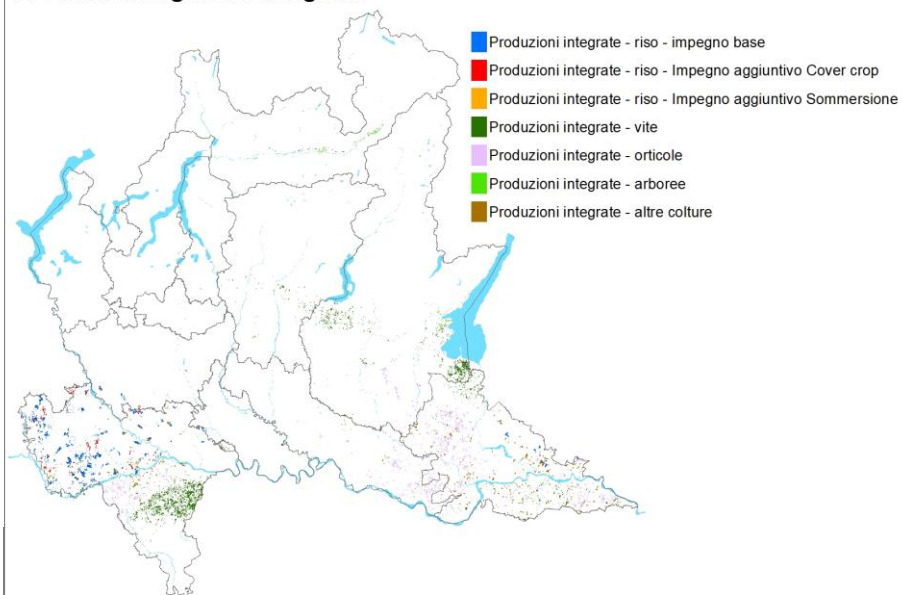 Produzioni integrate - riso - impegno base
Produzioni integrate - riso - Impegno aggiuntivo Cover crop
Produzioni integrate - riso - Impegno aggiuntivo Sommersione
Produzioni integrate - vite
Produzioni integrate - orticole
Produzioni integrate - arboree
Produzioni integrate - altre colture